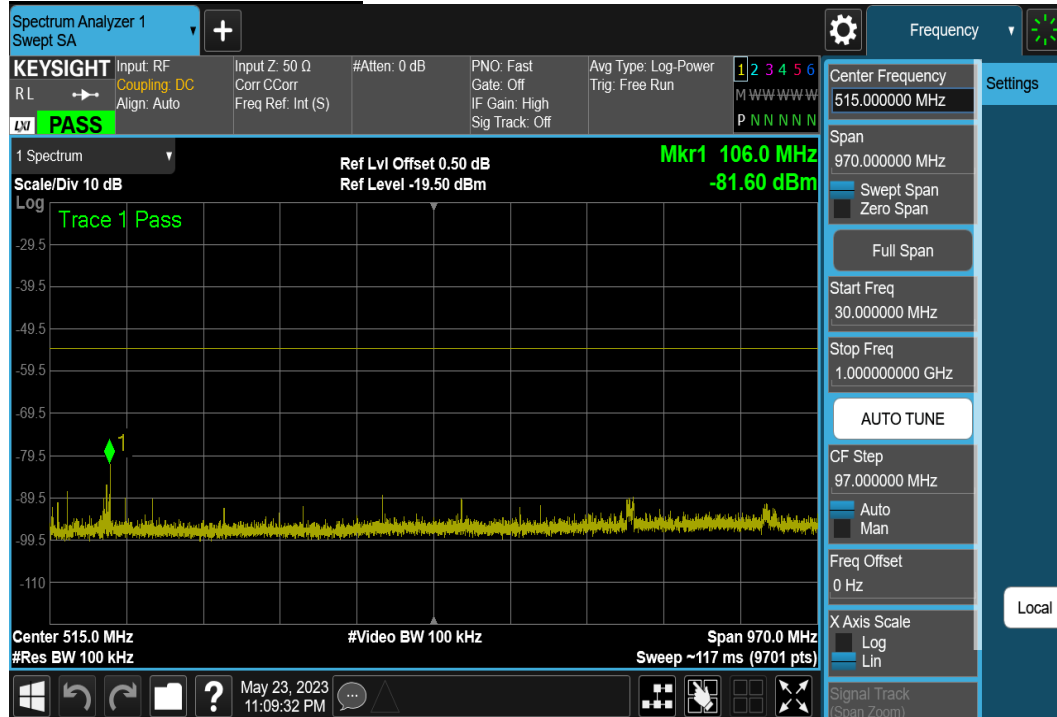 Spectrum Analyzer 1
Swept SA
Frequency
KEYSIGHT
RL
LXI
PASS
Input: RF
Coupling: DC
Align: Auto
Input Z: 50 Ω
Corr CCorr
Freq Ref: Int (S)
#Atten: 0 dB
PNO: Fast
Gate: Off
IF Gain: High
Sig Track: Off
Avg Type: Log-Power
Trig: Free Run
1 2 3 4 5 6
M W W W W W
P N N N N N
1 Spectrum
Scale/Div 10 dB
Ref Lvl Offset 0.50 dB
Ref Level -19.50 dBm
Mkr1 106.0 MHz
-81.60 dBm
Log
Trace 1 Pass
-29.5
-39.5
-49.5
-59.5
-69.5
1
-79.5
-89.5
-99.5
-110
Center 515.0 MHz
#Video BW 100 kHz
Span 970.0 MHz
#Res BW 100 kHz
Sweep ~117 ms (9701 pts)
May 23, 2023
11:09:32 PM
Center Frequency
515.000000 MHz
Settings
Span
970.000000 MHz
Swept Span
Zero Span
Full Span
Start Freq
30.000000 MHz
Stop Freq
1.000000000 GHz
AUTO TUNE
CF Step
97.000000 MHz
Auto
Man
Freq Offset
0 Hz
Local
X Axis Scale
Log
Lin
Signal Track
(Span Zoom)